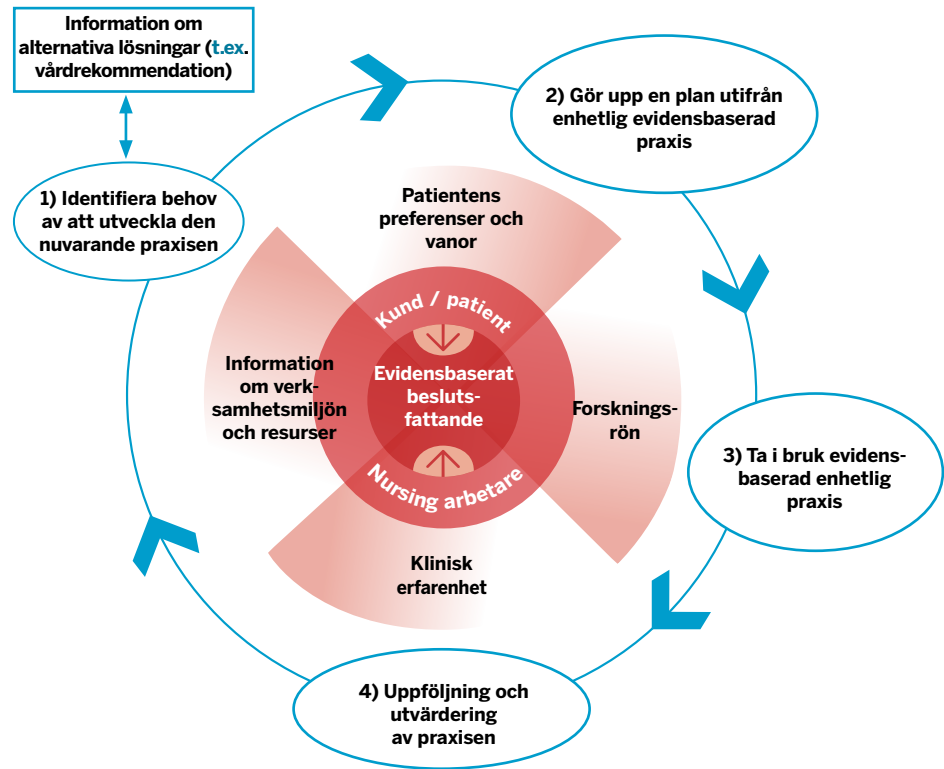 Information om
alternativa lösningar (t.ex.
vårdrekommendation)
1) Identifiera behov
av att utveckla den
nuvarande praxisen
2) Gör upp en plan utifrån
enhetlig evidensbaserad
praxis
Patientens
preferenser och
vanor
Kund / patient
Information
om verk-
samhetsmiljön
och resurser
Evidensbaserat
besluts-
fattande
Forsknings-
rön
Nursing arbetare
Klinisk
erfarenhet
3) Ta i bruk evidens-
baserad enhetlig
praxis
4) Uppföljning och
utvärdering
av praxisen